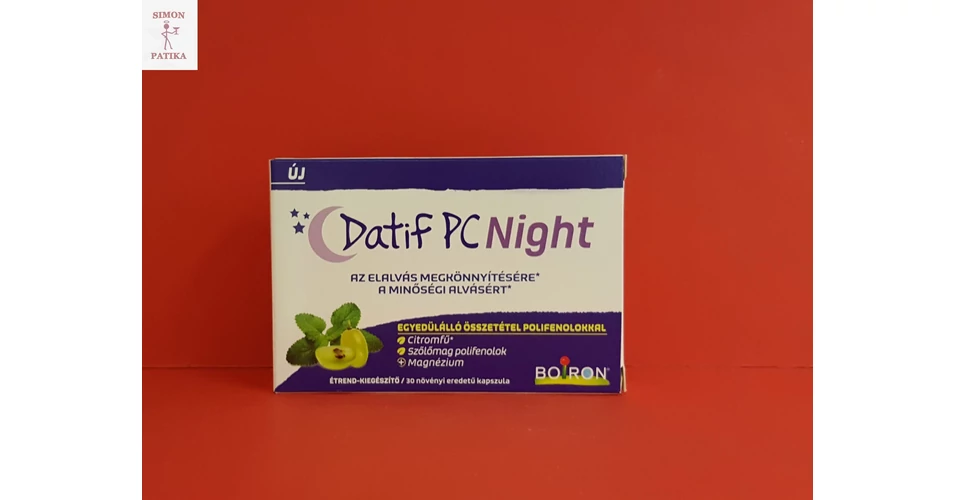 SIMON
PATIKA
ÚJ
Datif PC Night
AZ ELALVÁS MEGKÖNNYÍTÉSÉRE*
A MINŐSÉGI ALVÁSÉRT*
EGYEDÜLÁLLÓ ÖSSZETÉTEL POLIFENOLOKKAL
Citromfű*
Szőlőmag polifenolok
+ Magnézium
ÉTREND-KIEGÉSZÍTŐ / 30 növényi eredetű kapszula
BOIRON®